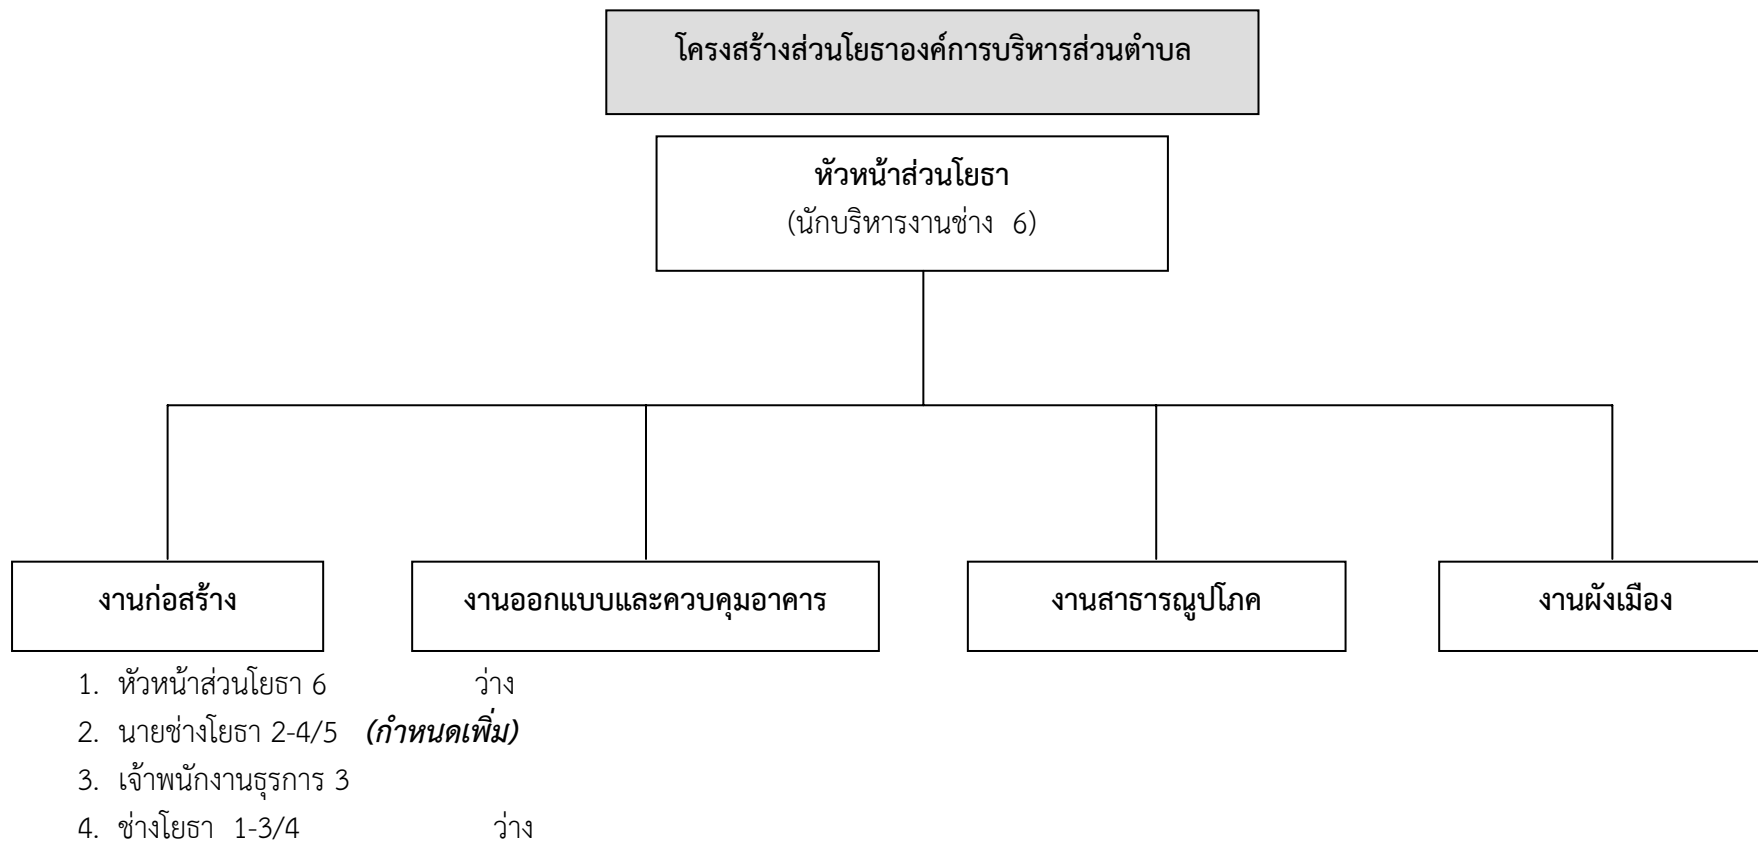 โครงสร้างส่วนโยธาองค์การบริหารส่วนตำบล
หัวหน้าส่วนโยธา
(นักบริหารงานช่าง 6)
งานก่อสร้าง
งานออกแบบและควบคุมอาคาร
งานสาธารณูปโภค
งานผังเมือง
1. หัวหน้าส่วนโยธา 6 ว่าง
2. นายช่างโยธา 2-4/5 (กำหนดเพิ่ม)
3. เจ้าพนักงานธุรการ 3
4. ช่างโยธา 1-3/4 ว่าง